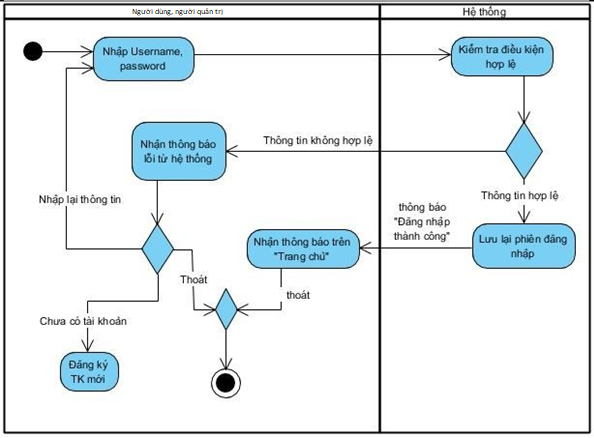 Người dùng, người quản trị
Hệ thống
Nhập Username,
password
Kiểm tra điều kiện
hợp lệ
Thông tin không hợp lệ
Nhận thông báo
lỗi từ hệ thống
Thông tin hợp lệ
Nhập lại thông tin
thông báo
"Đăng nhập
thành công"
Lưu lại phiên đăng
nhập
Nhận thông báo trên
"Trang chủ"
Thoát
thoát
Chưa có tài khoản
Đăng ký
TK mới